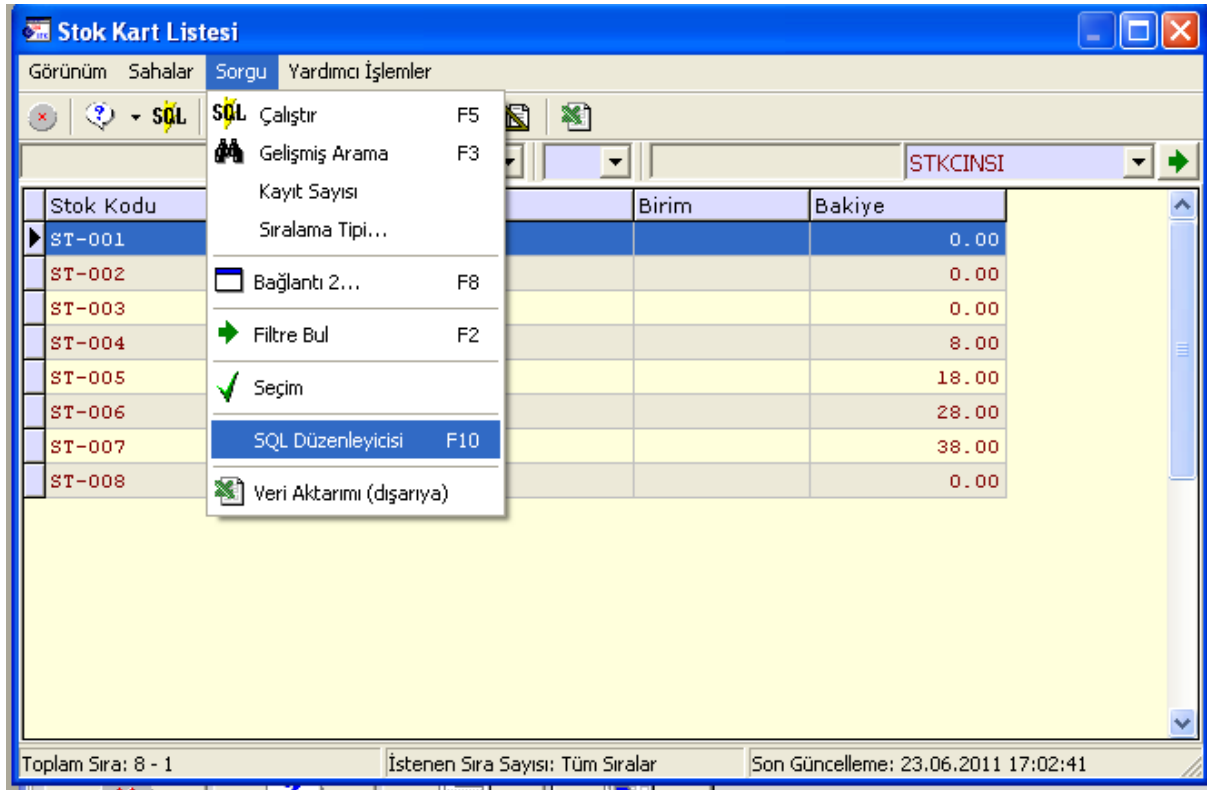 Stok Kart Listesi
Görünüm Sahalar Sorgu Yardımcı İşlemler
SQL
SQL Çalıştır F5
Gelişmiş Arama F3
Kayıt Sayısı
Sıralama Tipi...
Bağlantı 2... F8
Filtre Bul F2
Seçim
SQL Düzenleyicisi F10
Veri Aktarımı (dışarıya)
STKCINSI
Stok Kodu Birim Bakiye
ST-001 0.00
ST-002 0.00
ST-003 0.00
ST-004 8.00
ST-005 18.00
ST-006 28.00
ST-007 38.00
ST-008 0.00
Toplam Sıra: 8 - 1 İstenen Sıra Sayısı: Tüm Sıralar Son Güncelleme: 23.06.2011 17:02:41